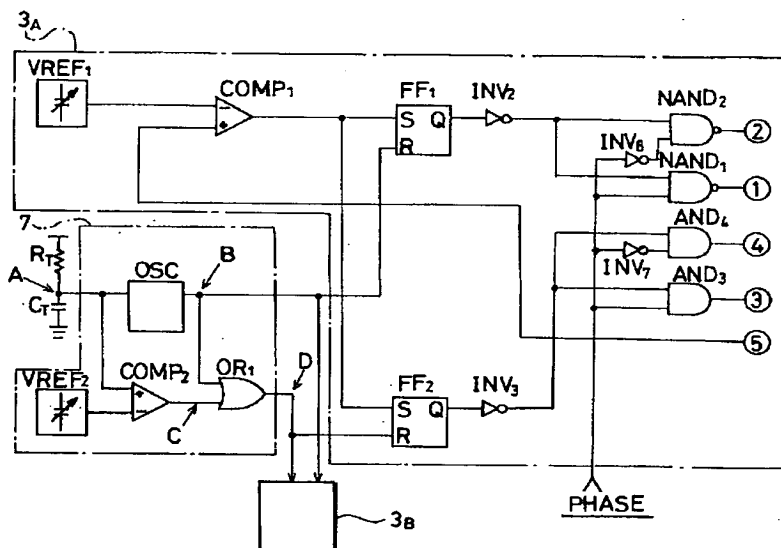 3A
VREF1
COMP1
-
+
FF1
S Q
R
INV2
NAND2
INV6
2
NAND1
1
AND4
INV7
4
AND3
3
5
7
RT
A
CT
OSC
B
VREF2
COMP2
+
-
OR1
C
D
FF2
S Q
R
INV3
PHASE
3B